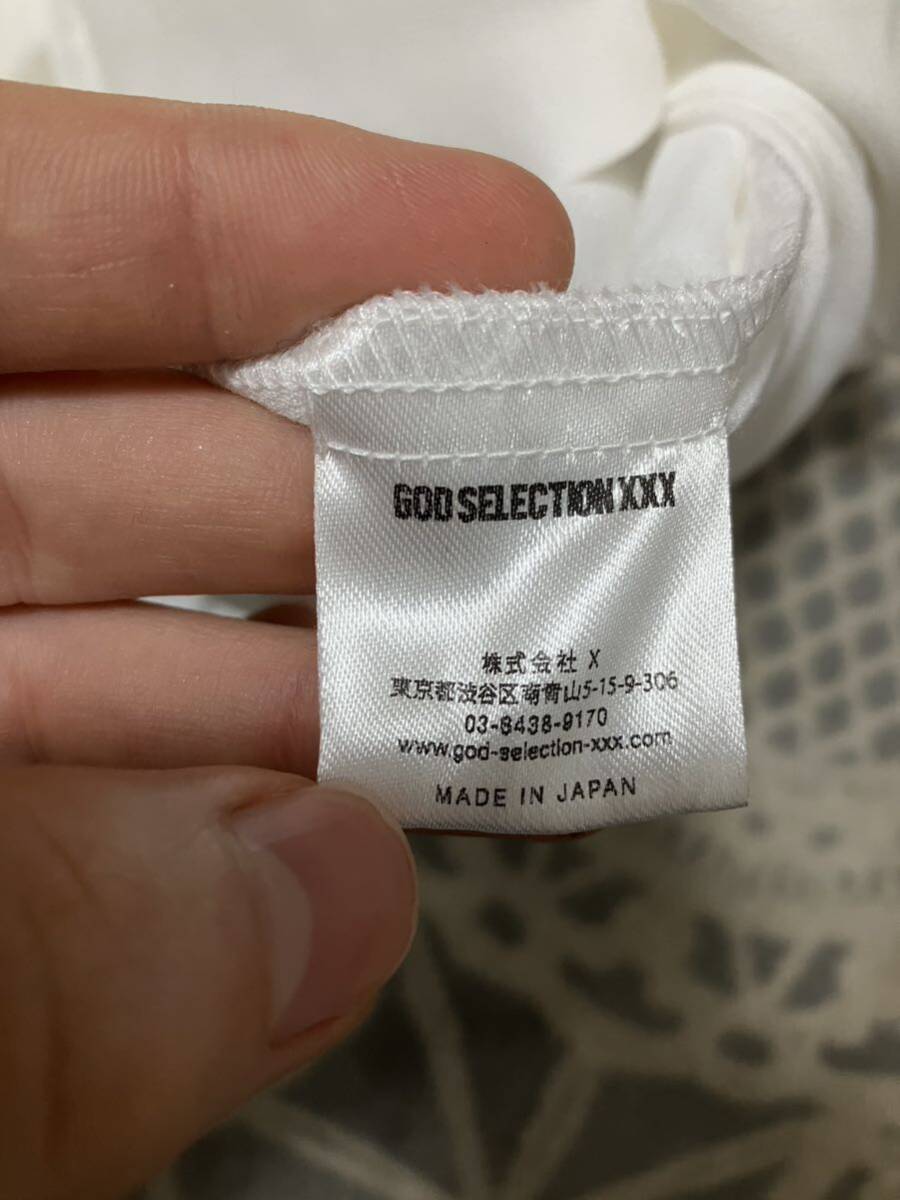 GOD SELECTION XXX
株式会社 X
東京都渋谷区南青山5-15-9-306
03-8438-9170
www.god-selection-xxx.com
MADE IN JAPAN